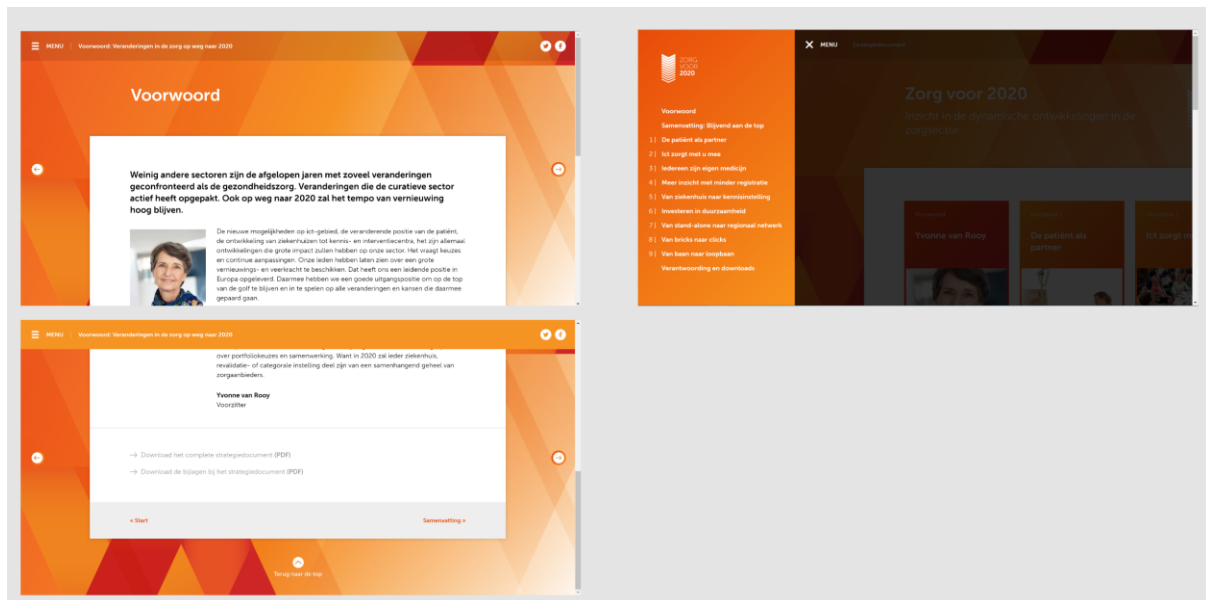 MENU | Voorwoord: Veranderingen in de zorg op weg naar 2020
Voorwoord
Weinig andere sectoren zijn de afgelopen jaren met zoveel veranderingen
geconfronteerd als de gezondheidszorg. Veranderingen die de curatieve sector
actief heeft opgepakt. Ook op weg naar 2020 zal het tempo van vernieuwing
hoog blijven.
De nieuwe mogelijkheden op ict-gebied, de veranderende positie van de patiënt,
de ontwikkeling van ziekenhuizen tot kennis- en interventiecentra, het zijn allemaal
ontwikkelingen die grote impact zullen hebben op onze sector. Het vraagt keuzes
en continue aanpassingen. Onze leden hebben laten zien over een grote
vernieuwings- en veerkracht te beschikken. Dat heeft ons een leidende positie in
Europa opgeleverd. Daarmee hebben we een goede uitgangspositie om op de top
van de golf te blijven en in te spelen op alle veranderingen en kansen die daarmee
gepaard gaan.
MENU Strategiedocument
ZORG
VOOR
2020
Voorwoord
Samenvatting: Blijvend aan de top
1 | De patiënt als partner
2 | Ict zorgt met u mee
3 | Iedereen zijn eigen medicijn
4 | Meer inzicht met minder registratie
5 | Van ziekenhuis naar kennisinstelling
6 | Investeren in duurzaamheid
7 | Van stand-alone naar regionaal netwerk
8 | Van bricks naar clicks
9 | Van baan naar loopbaan
Verantwoording en downloads
Zorg voor 2020
Inzicht in de dynamische ontwikkelingen in de
zorgsector
Voorwoord
Yvonne van Rooy
De patiënt als
partner
Ict zorgt m
MENU | Voorwoord: Veranderingen in de zorg op weg naar 2020
over portfoliokeuzes en samenwerking. Want in 2020 zal ieder ziekenhuis,
revalidatie- of categorale instelling deel zijn van een samenhangend geheel van
zorgaanbieders.
Yvonne van Rooy
Voorzitter
Download het complete strategiedocument (PDF)
Download de bijlagen bij het strategiedocument (PDF)
« Start
Samenvatting »
Terug naar de top